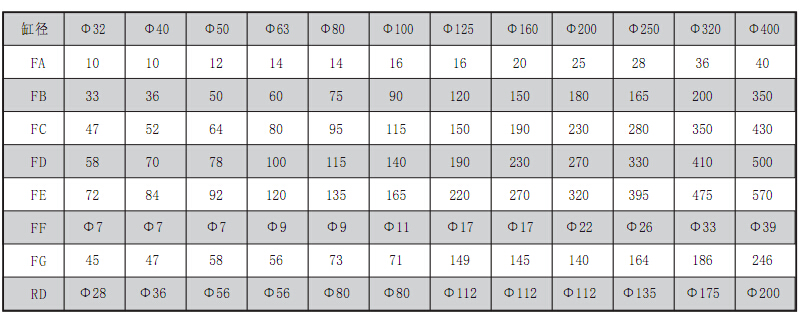 缸径 Φ32 Φ40 Φ50 Φ63 Φ80 Φ100 Φ125 Φ160 Φ200 Φ250 Φ320 Φ400
FA 10 10 12 14 14 16 16 20 25 28 36 40
FB 33 36 50 60 75 90 120 150 180 165 200 350
FC 47 52 64 80 95 115 150 190 230 280 350 430
FD 58 70 78 100 115 140 190 230 270 330 410 500
FE 72 84 92 120 135 165 220 270 320 395 475 570
FF Φ7 Φ7 Φ7 Φ9 Φ9 Φ11 Φ17 Φ17 Φ22 Φ26 Φ33 Φ39
FG 45 47 58 56 73 71 149 145 140 164 186 246
RD Φ28 Φ36 Φ56 Φ56 Φ80 Φ80 Φ112 Φ112 Φ112 Φ135 Φ175 Φ200